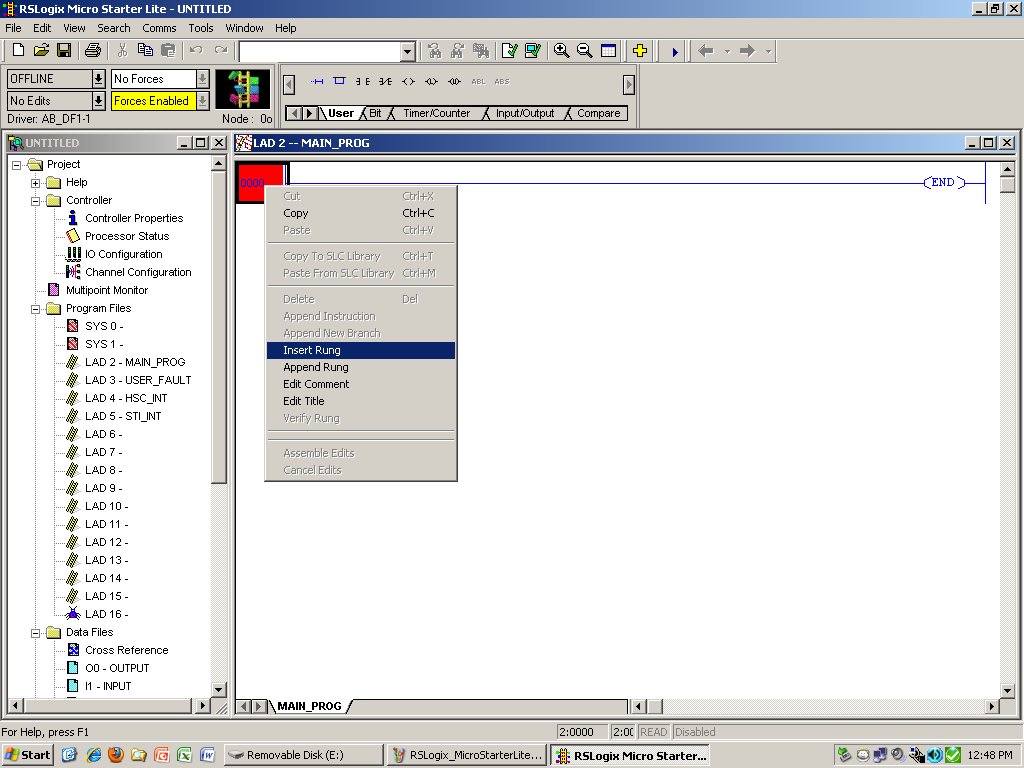 RSLogix Micro Starter Lite - UNTITLED
File Edit View Search Comms Tools Window Help
OFFLINE No Forces
No Edits Forces Enabled
Driver: AB_DF1-1 Node : 0o
ABL ABS
User Bit Timer/Counter Input/Output Compare
UNTITLED
Project
Help
Controller
Controller Properties
Processor Status
IO Configuration
Channel Configuration
Multipoint Monitor
Program Files
SYS 0 -
SYS 1 -
LAD 2 - MAIN_PROG
LAD 3 - USER_FAULT
LAD 4 - HSC_INT
LAD 5 - STI_INT
LAD 6 -
LAD 7 -
LAD 8 -
LAD 9 -
LAD 10 -
LAD 11 -
LAD 12 -
LAD 13 -
LAD 14 -
LAD 15 -
LAD 16 -
Data Files
Cross Reference
O0 - OUTPUT
I1 - INPUT
LAD 2 -- MAIN_PROG
0000
END
Cut Ctrl+X
Copy Ctrl+C
Paste Ctrl+V
Copy To SLC Library Ctrl+T
Paste From SLC Library Ctrl+M
Delete Del
Append Instruction
Append New Branch
Insert Rung
Append Rung
Edit Comment
Edit Title
Verify Rung
Assemble Edits
Cancel Edits
MAIN_PROG
For Help, press F1 2:0000 2:00 READ Disabled
Start Removable Disk (E:) RSLogix_MicroStarterLite... RSLogix Micro Starter... 12:48 PM